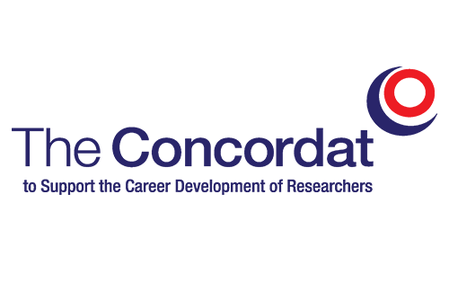 The Concordat
to Support the Career Development of Researchers